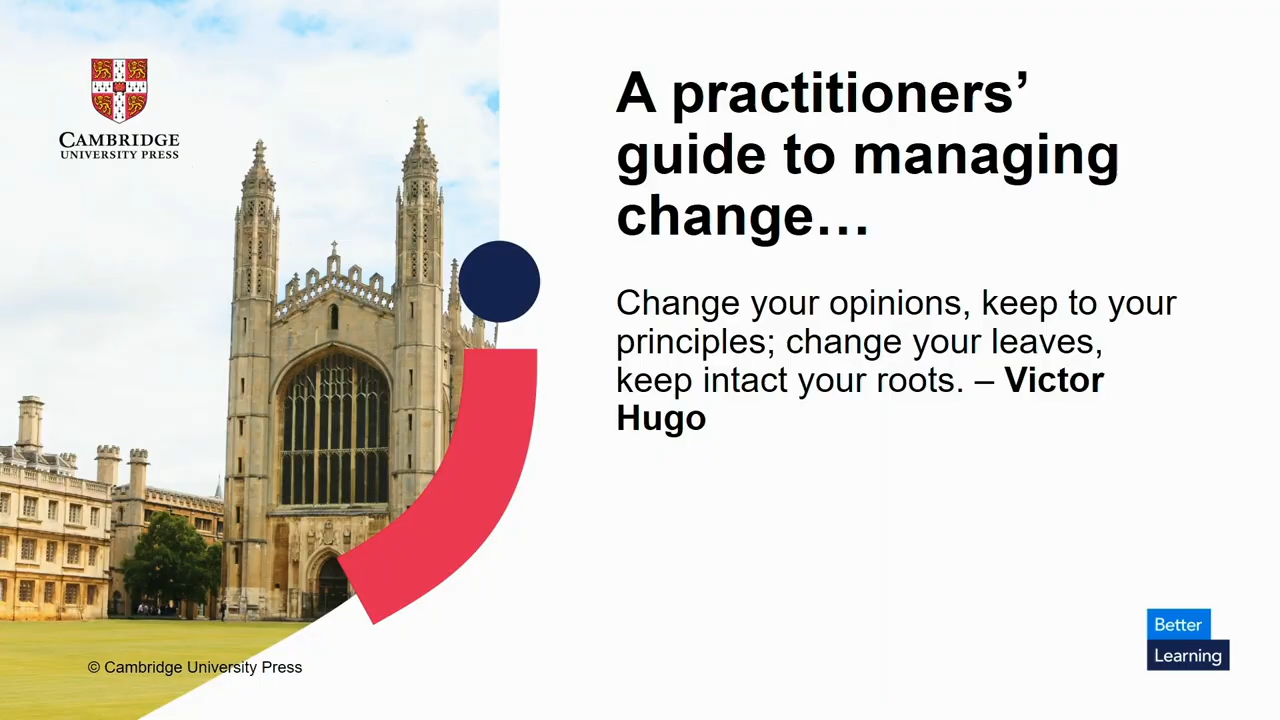 CAMBRIDGE
UNIVERSITY PRESS
A practitioners’
guide to managing
change…
Change your opinions, keep to your
principles; change your leaves,
keep intact your roots. – Victor
Hugo
© Cambridge University Press
Better
Learning